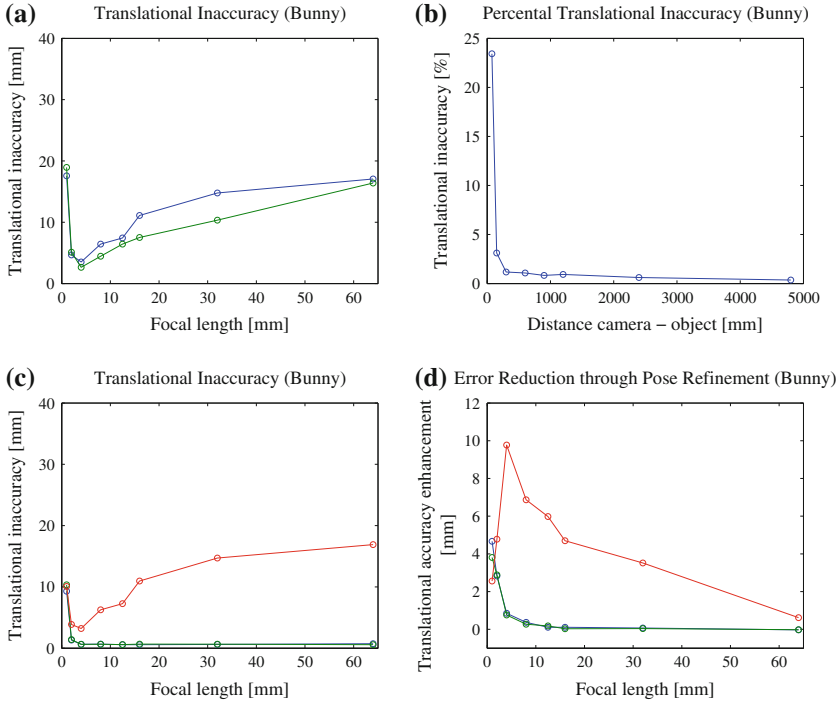 (a)
Translational Inaccuracy (Bunny)
Translational inaccuracy [mm]
40
30
20
10
0
0 10 20 30 40 50 60
Focal length [mm]
(b)
Percental Translational Inaccuracy (Bunny)
Translational inaccuracy [%]
25
20
15
10
5
0
0 1000 2000 3000 4000 5000
Distance camera − object [mm]
(c)
Translational Inaccuracy (Bunny)
Translational inaccuracy [mm]
40
30
20
10
0
0 10 20 30 40 50 60
Focal length [mm]
(d)
Error Reduction through Pose Refinement (Bunny)
Translational accuracy enhancement
[mm]
12
10
8
6
4
2
0
0 10 20 30 40 50 60
Focal length [mm]